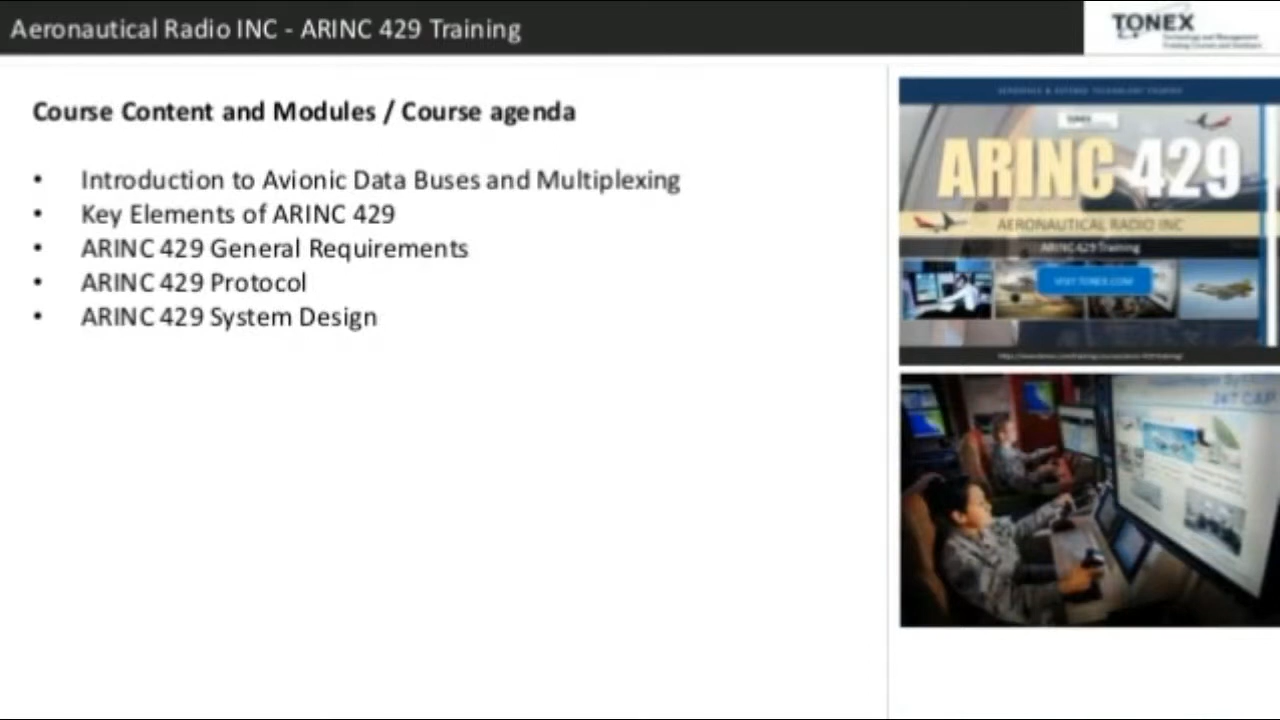 Aeronautical Radio INC - ARINC 429 Training
TONEX
Course Content and Modules / Course agenda
• Introduction to Avionic Data Buses and Multiplexing
• Key Elements of ARINC 429
• ARINC 429 General Requirements
• ARINC 429 Protocol
• ARINC 429 System Design
TONEX
ARINC 429
AERONAUTICAL RADIO INC
ARINC 429 Training
VISIT TONEX.COM